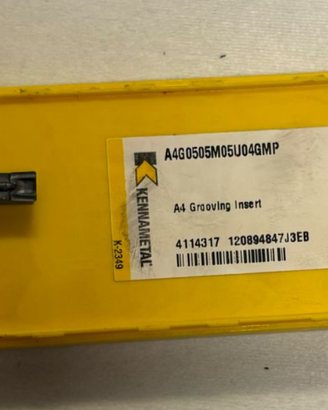 A4G0505M05U04GMP
KENNAMETAL
A4 Grooving Insert
K-2349
4114317 120894847J3EB